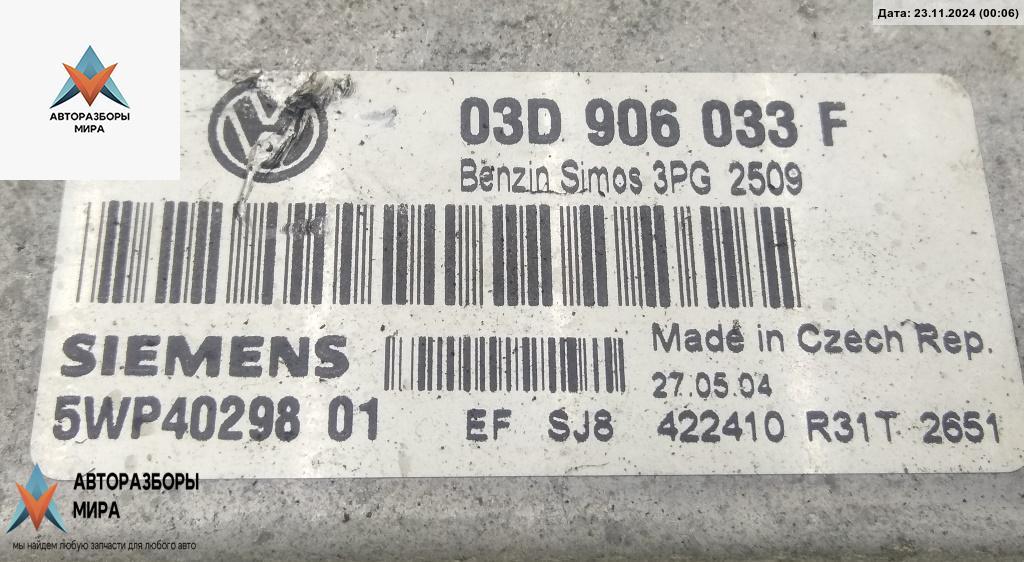 Дата: 23.11.2024 (00:06)
АВТОРАЗБОРЫ
МИРА
03D 906 033 F
Benzin Simos 3PG 2509
SIEMENS
Made in Czech Rep.
27.05.04
5WP40298 01
EF SJ8 422410 R31T 2651
АВТОРАЗБОРЫ
МИРА
мы найдем любую запчасти для любого авто